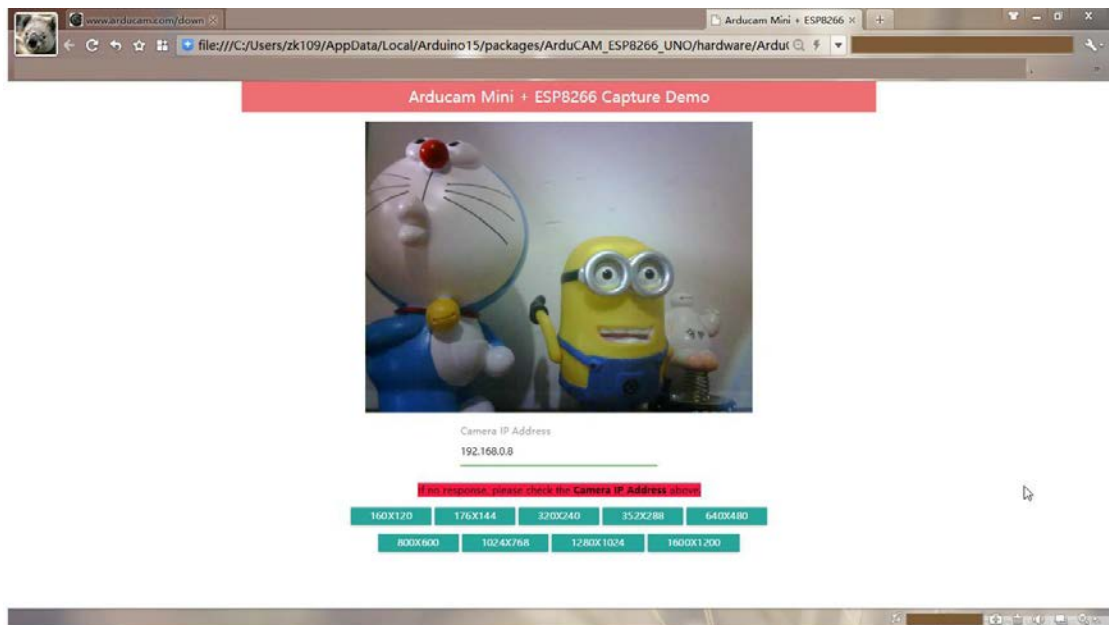 www.arducam.com/down
Arducam Mini + ESP8266
file:///C:/Users/zk109/AppData/Local/Arduino15/packages/ArduCAM_ESP8266_UNO/hardware/Ardu
Arducam Mini + ESP8266 Capture Demo
Camera IP Address
192.168.0.8
If no response, please check the Camera IP Address above.
160X120 176X144 320X240 352X288 640X480
800X600 1024X768 1280X1024 1600X1200